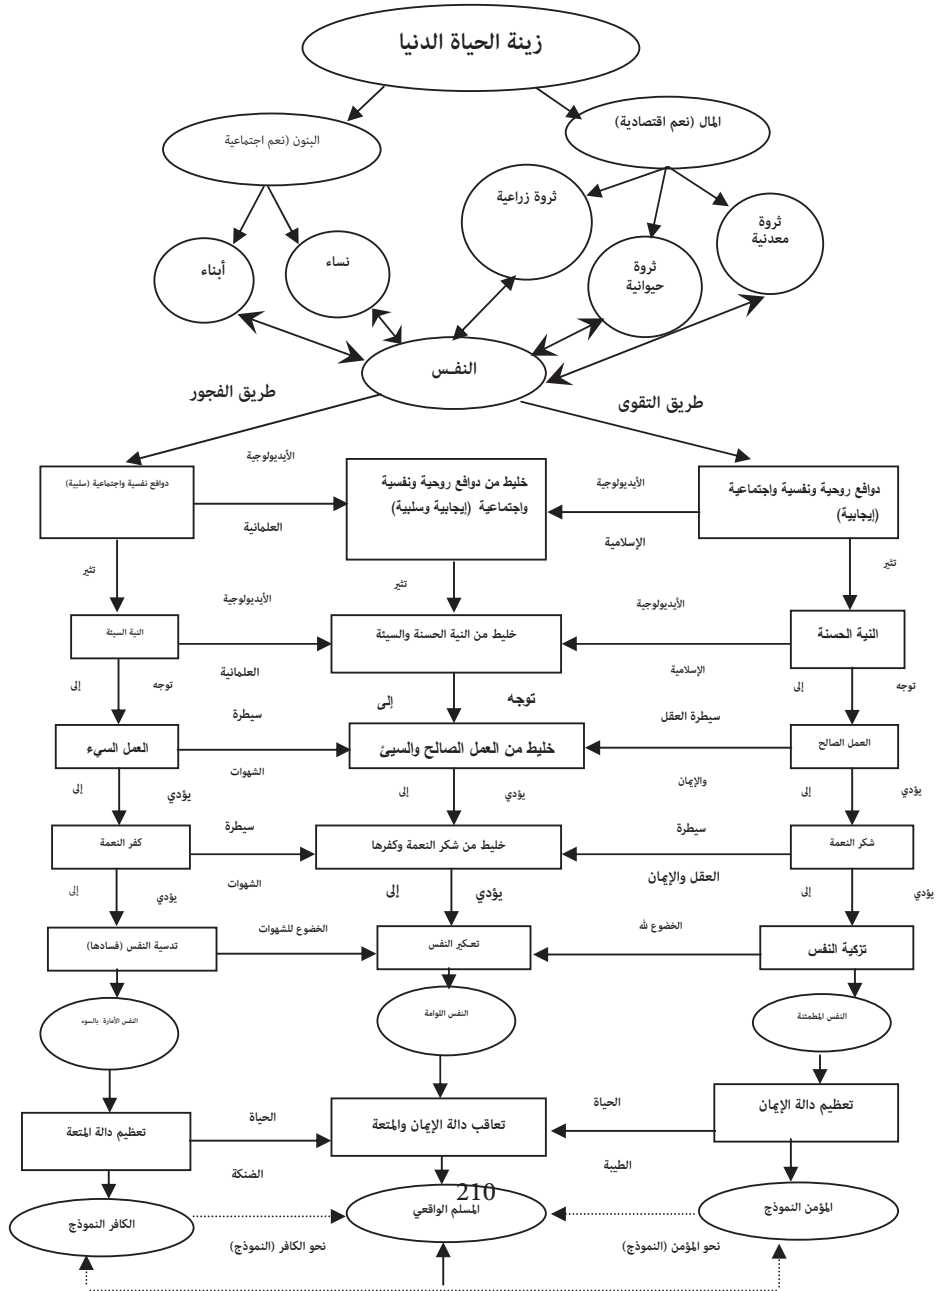 زينة الحياة الدنيا
المال (نعم اقتصادية)
البنون (نعم اجتماعية
ثروة
معدنية
ثروة
حيوانية
ثروة زراعية
نساء
أبناء
النفـس
طريق التقوى
طريق الفجور
دوافع روحية ونفسية واجتماعية
(إيجابية)
الأيديولوجية
الإسلامية
خليط من دوافع روحية ونفسية
واجتماعية (إيجابية وسلبية)
الأيديولوجية
العلمانية
دوافع نفسية واجتماعية (سلبية)
تثير
تثير
تثير
النية الحسنة
الأيديولوجية
الإسلامية
خليط من النية الحسنة والسيئة
الأيديولوجية
العلمانية
النية السيئة
توجه
إلى
توجه
إلى
توجه
إلى
العمل الصالح
سيطرة العقل
والإيمان
خليط من العمل الصالح والسيئ
سيطرة
الشهوات
العمل السيء
يؤدي
إلى
يؤدي
إلى
يؤدي
إلى
شكر النعمة
سيطرة
العقل والإيمان
خليط من شكر النعمة وكفرها
سيطرة
الشهوات
كفر النعمة
يؤدي
إلى
يؤدي
إلى
يؤدي
إلى
تزكية النفس
الخضوع لله
تعـكير النفس
الخضوع للشهوات
تدسية النفس (فسادها)
النفس المطمئنة
النفس اللوامة
النفس الأمارة بالسوء
تعظيم دالة الإيمان
الحياة
الطيبة
تعاقب دالة الإيمان والمتعة
الحياة
الضنكة
تعظيم دالة المتعة
المؤمن النموذج
210
المسلم الواقعي
الكافر النموذج
نحو المؤمن (النموذج)
نحو الكافر (النموذج)